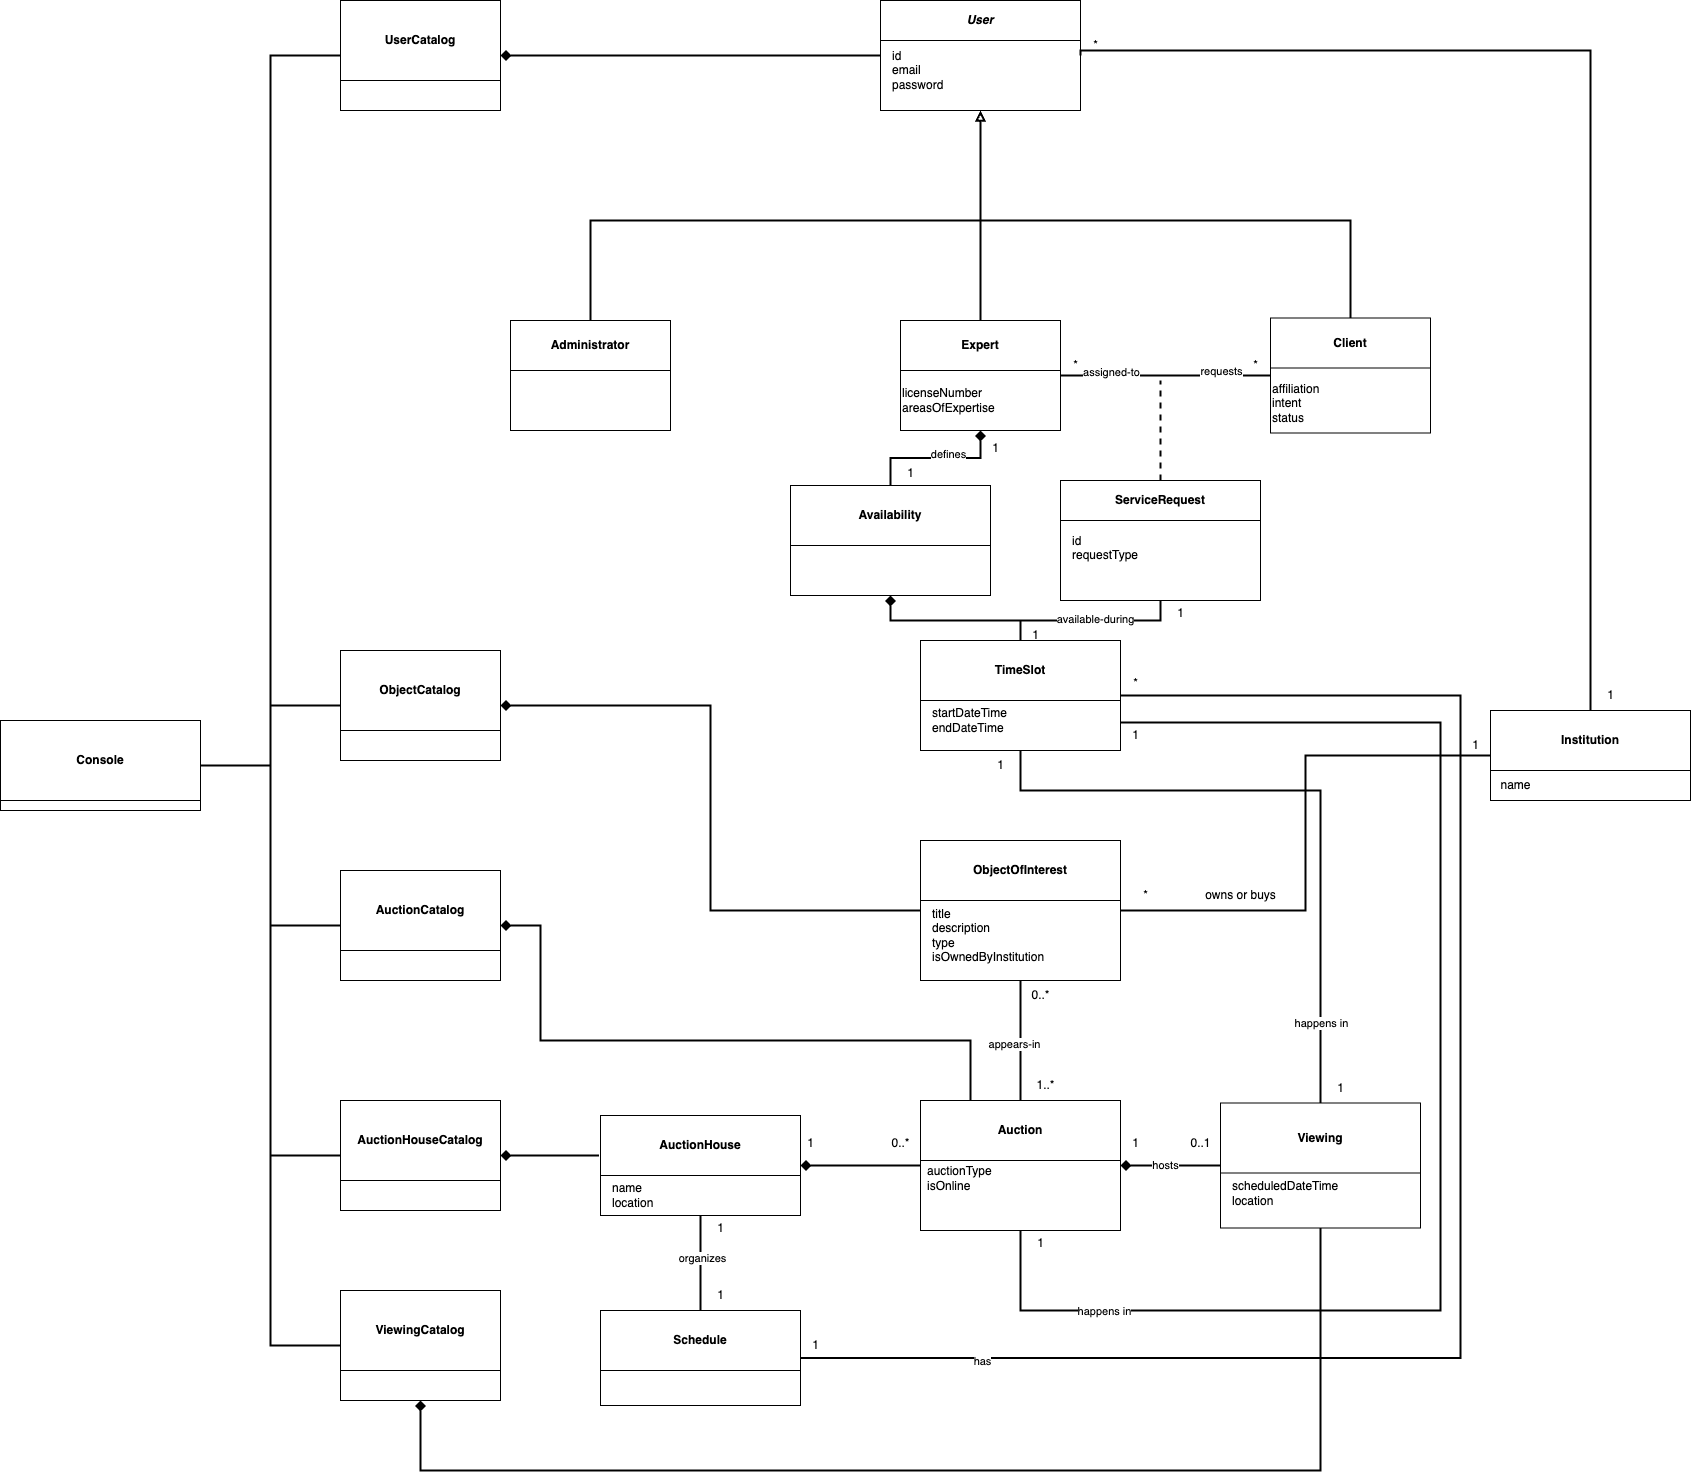 UserCatalog
User
id
email
password
*
Administrator
Expert
licenseNumber
areasOfExpertise
*
assigned-to
requests
*
Client
affiliation
intent
status
defines
1
1
Availability
ServiceRequest
id
requestType
available-during
1
1
TimeSlot
startDateTime
endDateTime
*
1
1
ObjectCatalog
Console
1
1
Institution
name
ObjectOfInterest
title
description
type
isOwnedByInstitution
*
owns or buys
AuctionCatalog
0..*
appears-in
1..*
happens in
1
AuctionHouseCatalog
AuctionHouse
name
location
1
0..*
Auction
auctionType
isOnline
1
0..1
hosts
Viewing
scheduledDateTime
location
1
organizes
1
1
happens in
ViewingCatalog
Schedule
1
has